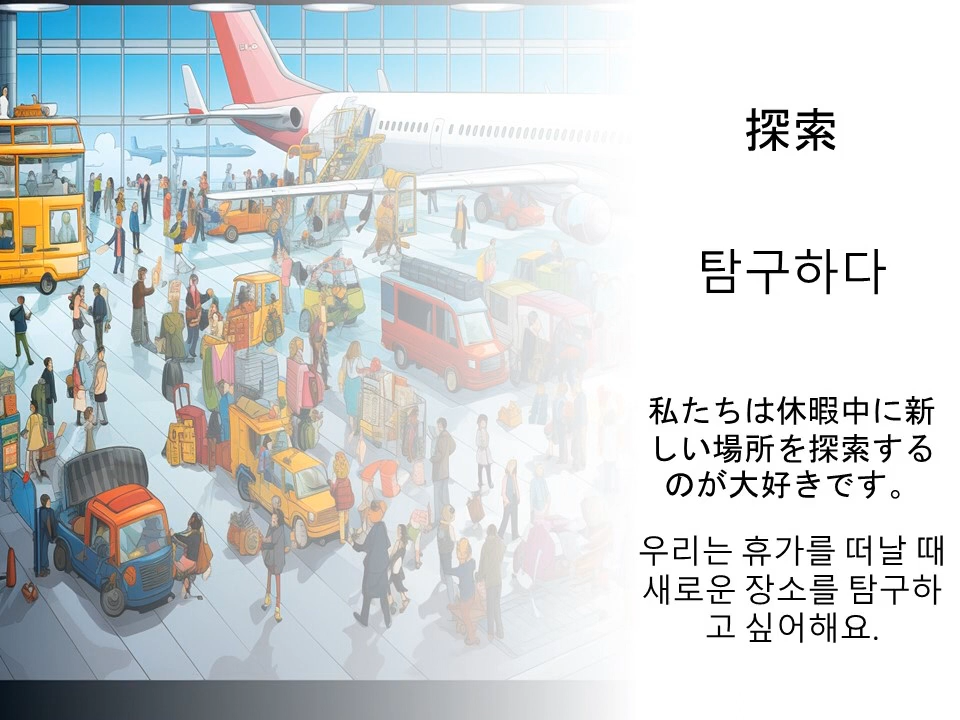 探索
탐구하다
私たちは休暇中に新
しい場所を探索する
のが大好きです。
우리는 휴가를 떠날 때
새로운 장소를 탐구하
고 싶어해요.